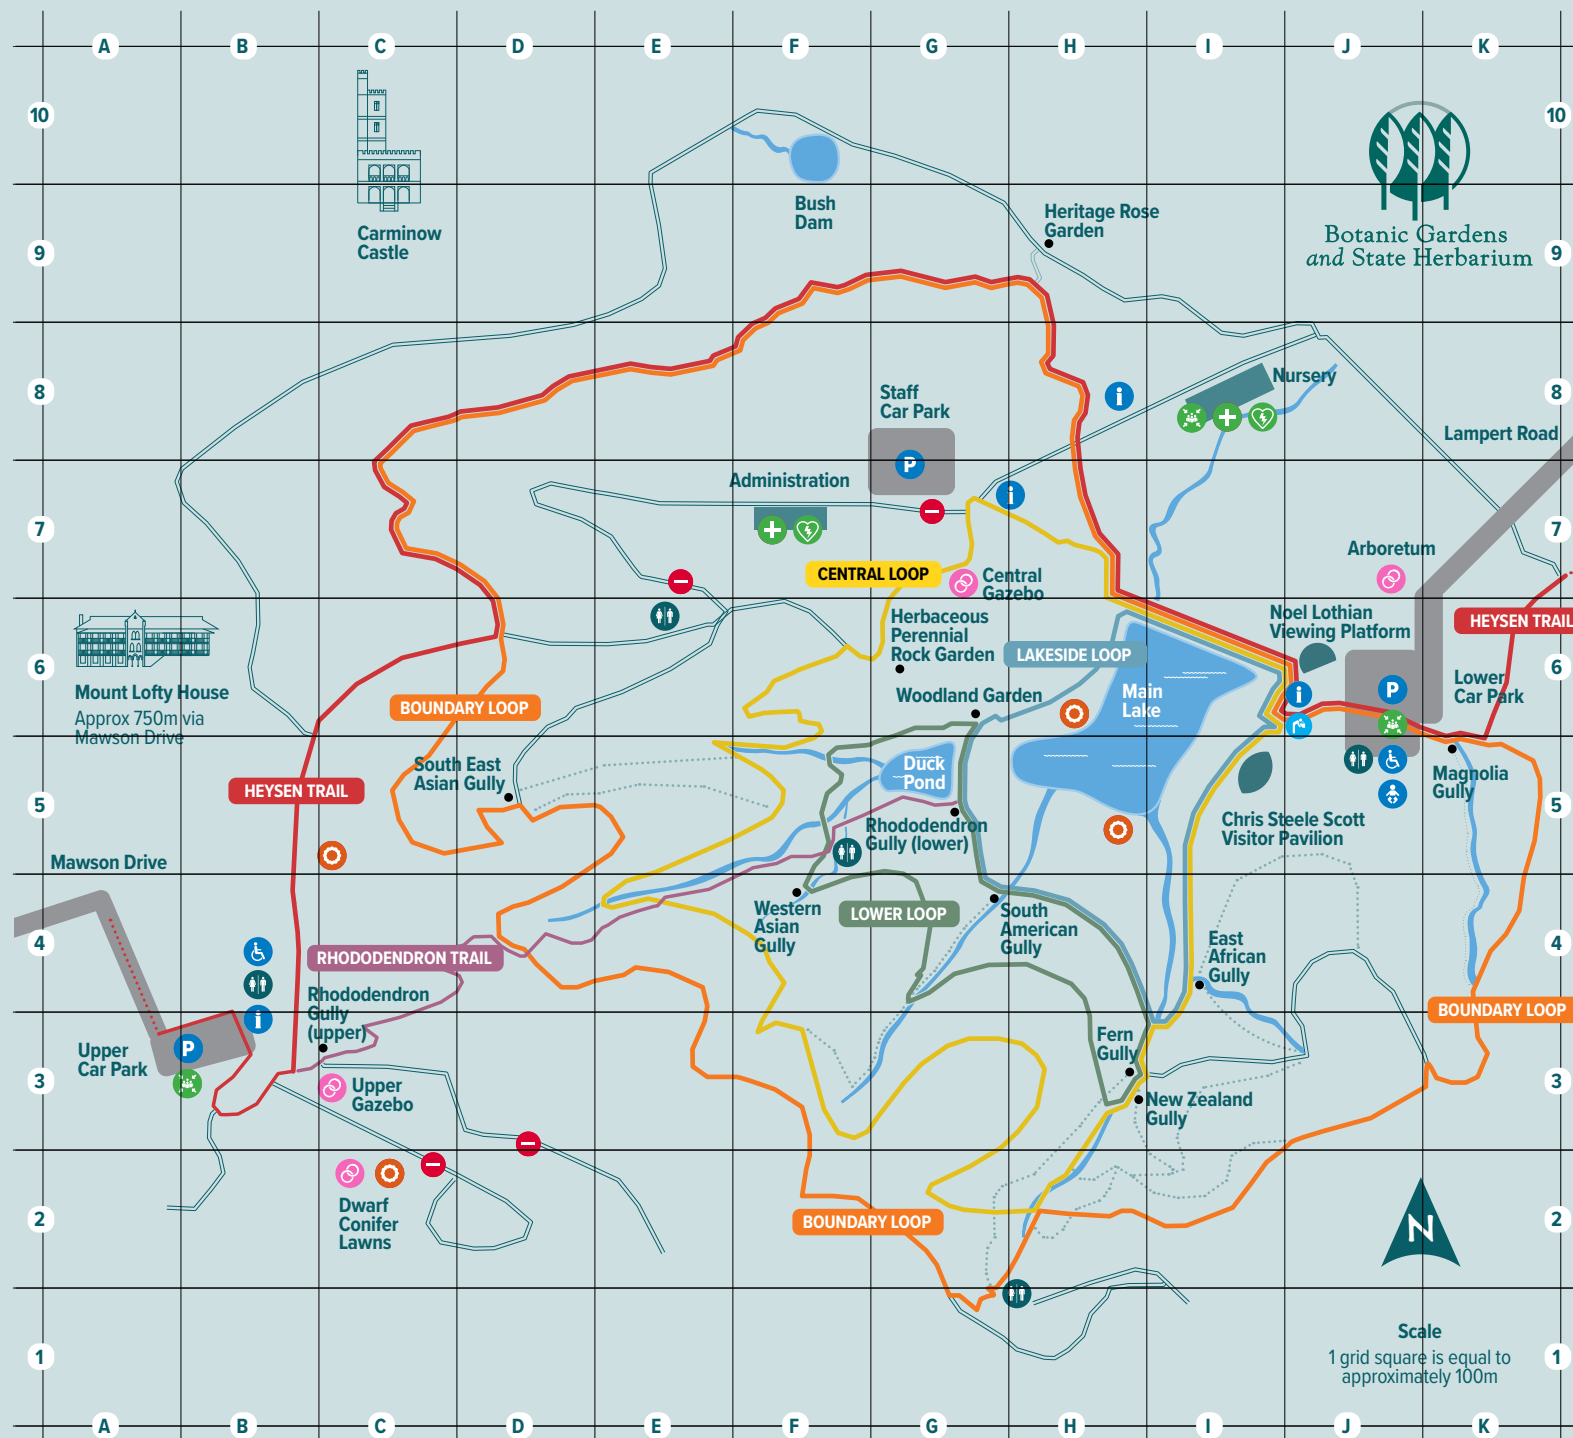 A B C D E F G H I J K
10 10
Carminow
Castle
Bush
Dam
Heritage Rose
Garden
Botanic Gardens
and State Herbarium
9 9
Nursery
Staff
Car Park
8 8
Lampert Road
P
Administration
7 7
Arboretum
CENTRAL LOOP
Central
Gazebo
Herbaceous
Perennial
Rock Garden
Noel Lothian
Viewing Platform
HEYSEN TRAIL
LAKESIDE LOOP
6 6
Mount Lofty House
Approx 750m via
Mawson Drive
BOUNDARY LOOP
Woodland Garden
Main
Lake
i
P
Lower
Car Park
South East
Asian Gully
HEYSEN TRAIL
Duck
Pond
Magnolia
Gully
5 5
Rhododendron
Gully (lower)
Chris Steele Scott
Visitor Pavilion
Mawson Drive
Western
Asian
Gully
LOWER LOOP
South
American
Gully
East
African
Gully
4 4
RHODODENDRON TRAIL
Rhododendron
Gully
(upper)
BOUNDARY LOOP
i
P
Upper
Car Park
Fern
Gully
3 3
Upper
Gazebo
New Zealand
Gully
Dwarf
Conifer
Lawns
BOUNDARY LOOP
2 2
N
Scale
1 grid square is equal to
approximately 100m
1 1
A B C D E F G H I J K